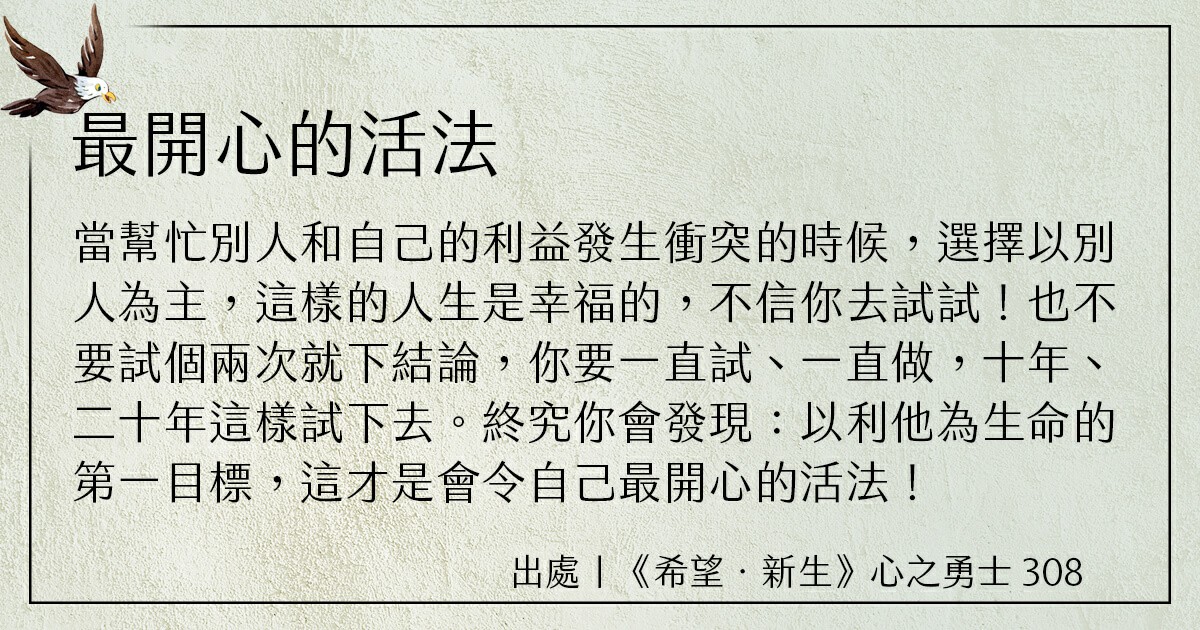 最開心的活法
當幫忙別人和自己的利益發生衝突的時候，選擇以別
人為主，這樣的人生是幸福的，不信你去試試！也不
要試個兩次就下結論，你要一直試、一直做，十年、
二十年這樣試下去。終究你會發現：以利他為生命的
第一目標，這才是會令自己最開心的活法！
出處｜《希望．新生》心之勇士 308